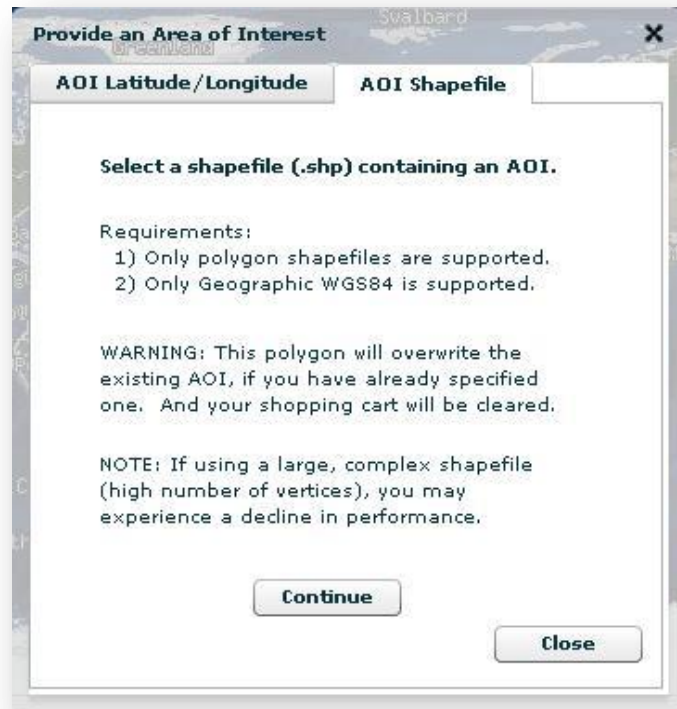 Svalbard
Provide an Area of Interest
Greenland
AOI Latitude/Longitude
AOI Shapefile
Select a shapefile (.shp) containing an AOI.
Requirements:
1) Only polygon shapefiles are supported.
2) Only Geographic WGS84 is supported.
WARNING: This polygon will overwrite the
existing AOI, if you have already specified
one.  And your shopping cart will be cleared.
NOTE: If using a large, complex shapefile
(high number of vertices), you may
experience a decline in performance.
Continue
Close